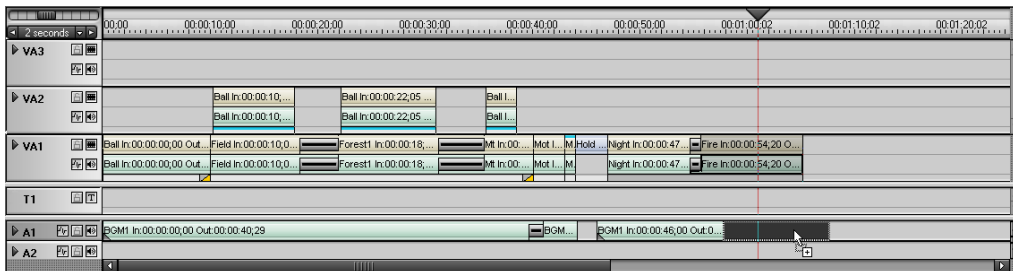 00:00 00:00:10;00 00:00:20;00 00:00:30;00 00:00:40;00 00:00:50;00 00:01:00;02 00:01:10;02 00:01:20;02
2 seconds
VA3
VA2
Ball In:00:00:10;... Ball In:00:00:22;05 ... Ball I...
Ball In:00:00:10;... Ball In:00:00:22;05 ... Ball I...
VA1
Ball In:00:00:00;00 Out... Field In:00:00:10;0... Forest1 In:00:00:18;... Mt In:00:... Mot I... M. Hold ... Night In:00:00:47... Fire In:00:00:54;20 O...
Ball In:00:00:00;00 Out... Field In:00:00:10;0... Forest1 In:00:00:18;... Mt In:00:... Mot I... M. Night In:00:00:47... Fire In:00:00:54;20 O...
T1 T
A1 BGM1 In:00:00:00;00 Out:00:00:40;29 BGM... BGM1 In:00:00:46;00 Out:0...
A2